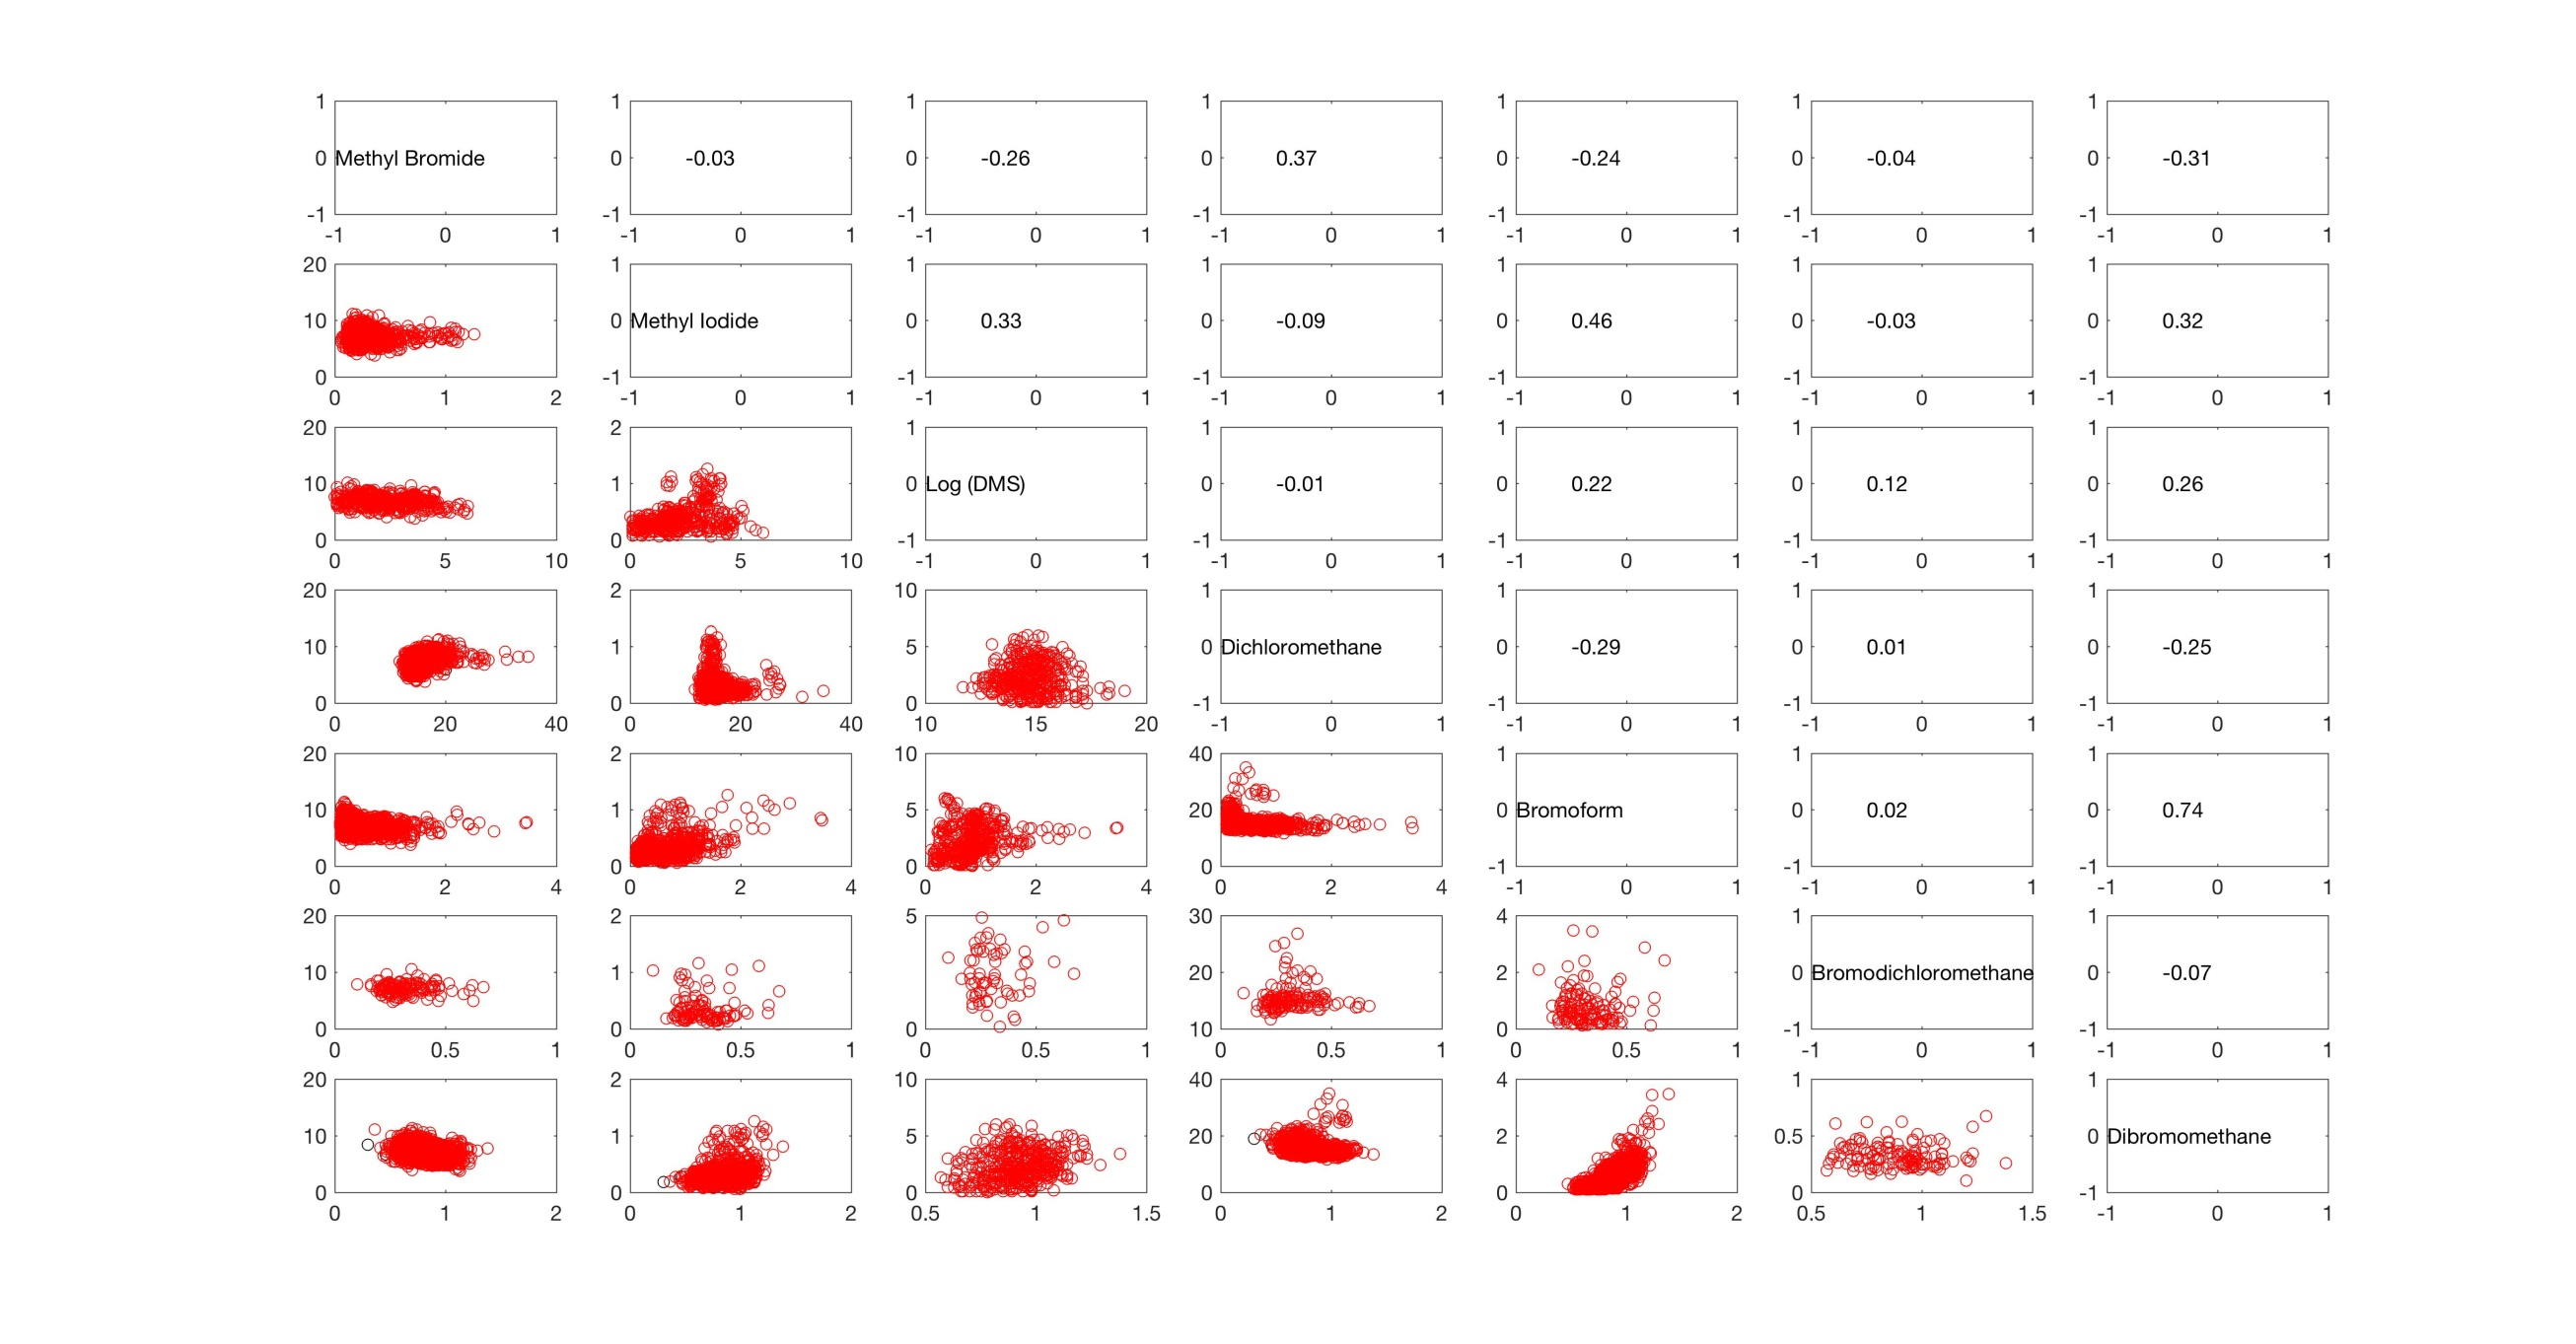 1 1 1 1 1 1 1
0 Methyl Bromide 0 -0.03 0 -0.26 0 0.37 0 -0.24 0 -0.04 0 -0.31
-1 -1 -1 -1 -1 -1 -1
-1 0 1 -1 0 1 -1 0 1 -1 0 1 -1 0 1 -1 0 1 -1 0 1
20 1 1 1 1 1 1
10 0 Methyl Iodide 0 0.33 0 -0.09 0 0.46 0 -0.03 0 0.32
0 -1 -1 -1 -1 -1 -1
0 1 2 -1 0 1 -1 0 1 -1 0 1 -1 0 1 -1 0 1 -1 0 1
20 2 1 1 1 1 1
10 1 0 Log (DMS) 0 -0.01 0 0.22 0 0.12 0 0.26
0 0 -1 -1 -1 -1 -1
0 5 10 0 5 10 -1 0 1 -1 0 1 -1 0 1 -1 0 1 -1 0 1
20 2 10 1 1 1 1
10 1 5 0 Dichloromethane 0 -0.29 0 0.01 0 -0.25
0 0 0 -1 -1 -1 -1
0 20 40 0 20 40 10 15 20 -1 0 1 -1 0 1 -1 0 1 -1 0 1
20 2 10 40 1 1 1
10 1 5 20 0 Bromoform 0 0.02 0 0.74
0 0 0 0 -1 -1 -1
0 2 4 0 2 4 0 2 4 0 2 4 -1 0 1 -1 0 1 -1 0 1
20 2 5 30 4 1 1
10 1 20 2 0 Bromodichloromethane 0 -0.07
0 0 0 10 0 -1 -1
0 0.5 1 0 0.5 1 0 0.5 1 0 0.5 1 0 0.5 1 -1 0 1 -1 0 1
20 2 10 40 4 1 1
10 1 5 20 2 0.5 0 Dibromomethane
0 0 0 0 0 0 -1
0 1 2 0 1 2 0.5 1 1.5 0 1 2 0 1 2 0.5 1 1.5 -1 0 1